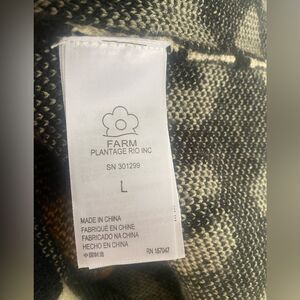 FARM
PLANTAGE RIO INC
SN 301299
L
MADE IN CHINA
FABRIQUÉ EN CHINE
FABRICADO NA CHINA
HECHO EN CHINA
中国制造
RN 157047